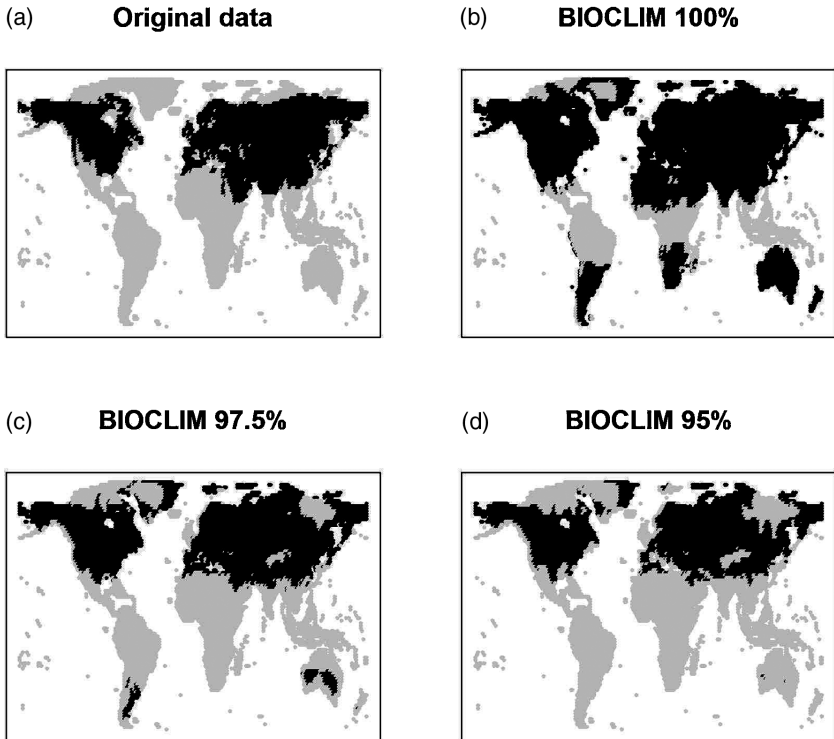 (a) Original data
(b) BIOCLIM 100%
(c) BIOCLIM 97.5%
(d) BIOCLIM 95%